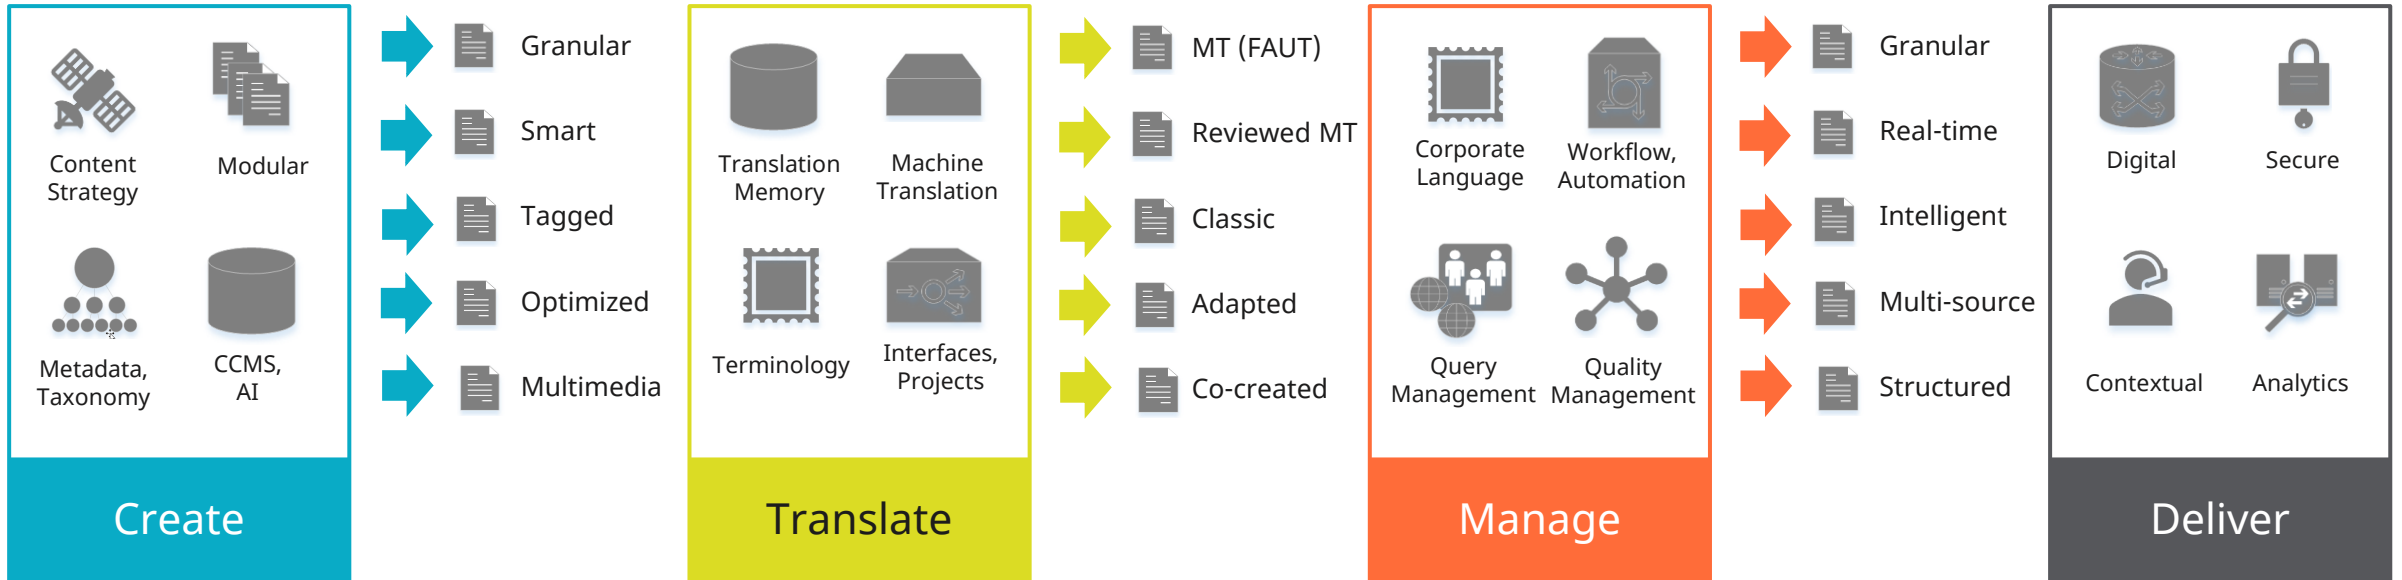 Content
Strategy
Modular
Metadata,
Taxonomy
CCMS,
AI
Create
Granular
Smart
Tagged
Optimized
Multimedia
Translation
Memory
Machine
Translation
Terminology
Interfaces,
Projects
Translate
MT (FAUT)
Reviewed MT
Classic
Adapted
Co-created
Corporate
Language
Workflow,
Automation
Query
Management
Quality
Management
Manage
Granular
Real-time
Intelligent
Multi-source
Structured
Digital
Secure
Contextual
Analytics
Deliver